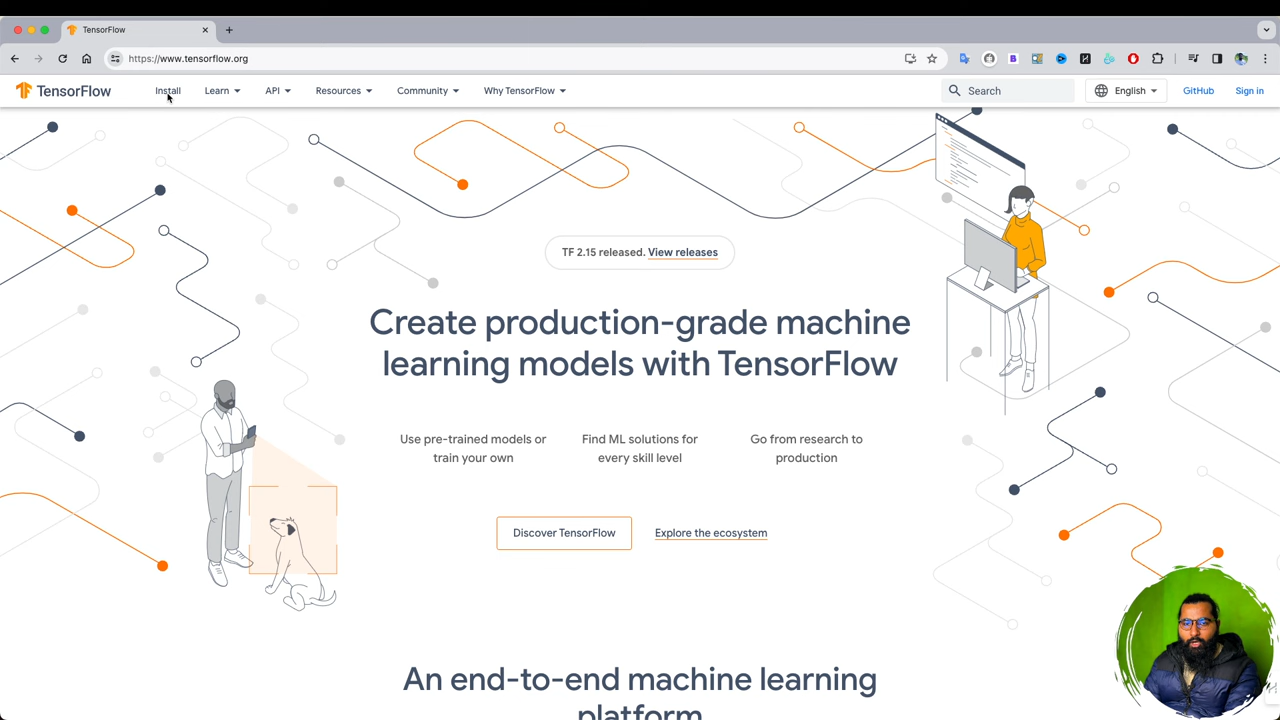 TensorFlow
https://www.tensorflow.org
TensorFlow
Install
Learn
API
Resources
Community
Why TensorFlow
Search
English
GitHub
Sign in
TF 2.15 released. View releases
Create production-grade machine
learning models with TensorFlow
Use pre-trained models or
train your own
Find ML solutions for
every skill level
Go from research to
production
Discover TensorFlow
Explore the ecosystem
An end-to-end machine learning
platform